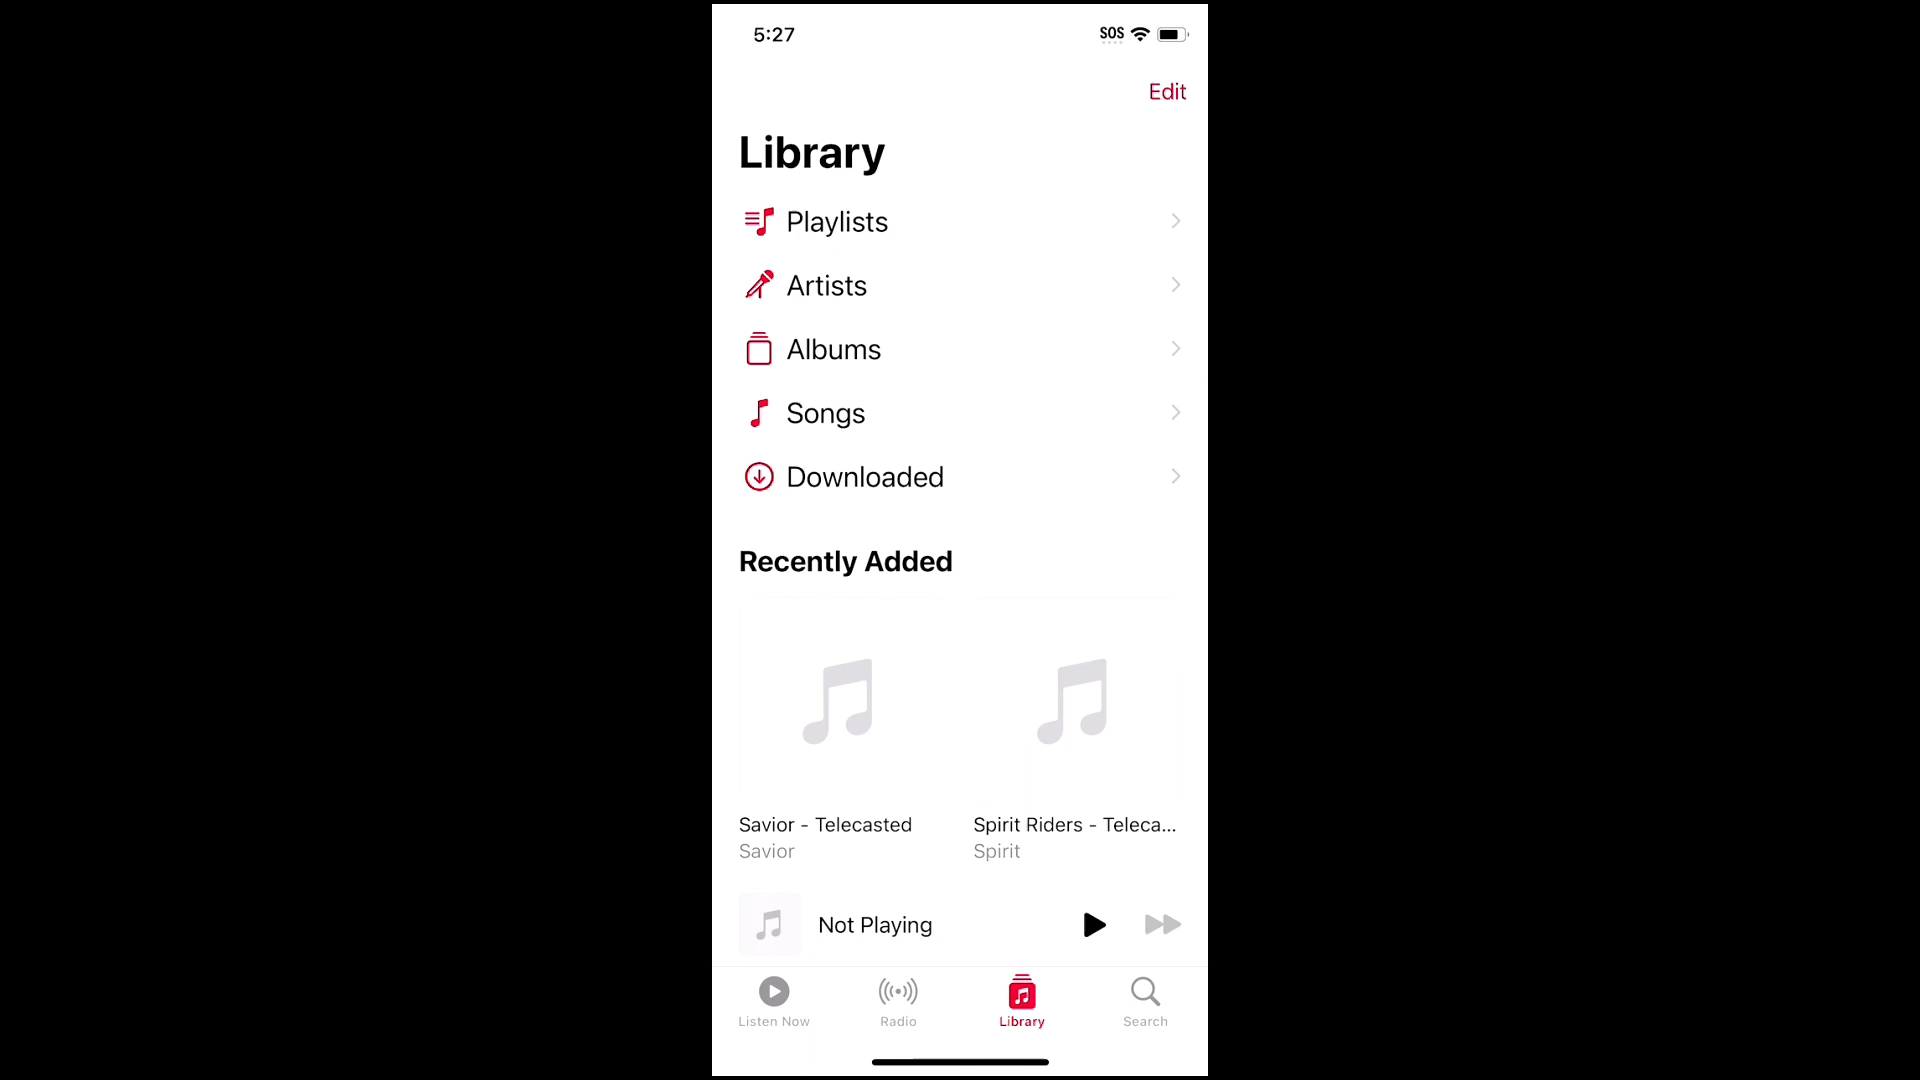 5:27
SOS
Edit
Library
Playlists
Artists
Albums
Songs
Downloaded
Recently Added
Savior - Telecasted
Savior
Spirit Riders - Teleca...
Spirit
Not Playing
Listen Now
Radio
Library
Search